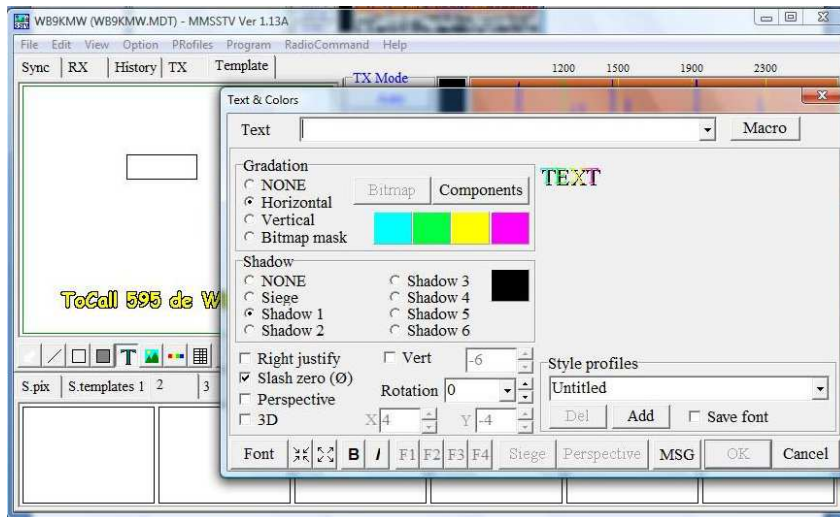 WB9KMW (WB9KMW.MDT) - MMSSTV Ver 1.13A
File Edit View Option PRofiles Program RadioCommand Help
Sync RX History TX Template
TX Mode
1200 1500 1900 2300
Text & Colors
Text Macro
Gradation
NONE
Horizontal
Vertical
Bitmap mask
Bitmap Components
TEXT
Shadow
NONE
Siege
Shadow 1
Shadow 2
Shadow 3
Shadow 4
Shadow 5
Shadow 6
ToCall 595 de W
Right justify
Slash zero (Ø)
Perspective
3D
Vert -6
Rotation 0
X 4 Y -4
Style profiles
Untitled
Del Add Save font
T
S.pix S.templates 1 2 3
Font B I F1 F2 F3 F4 Siege Perspective MSG OK Cancel